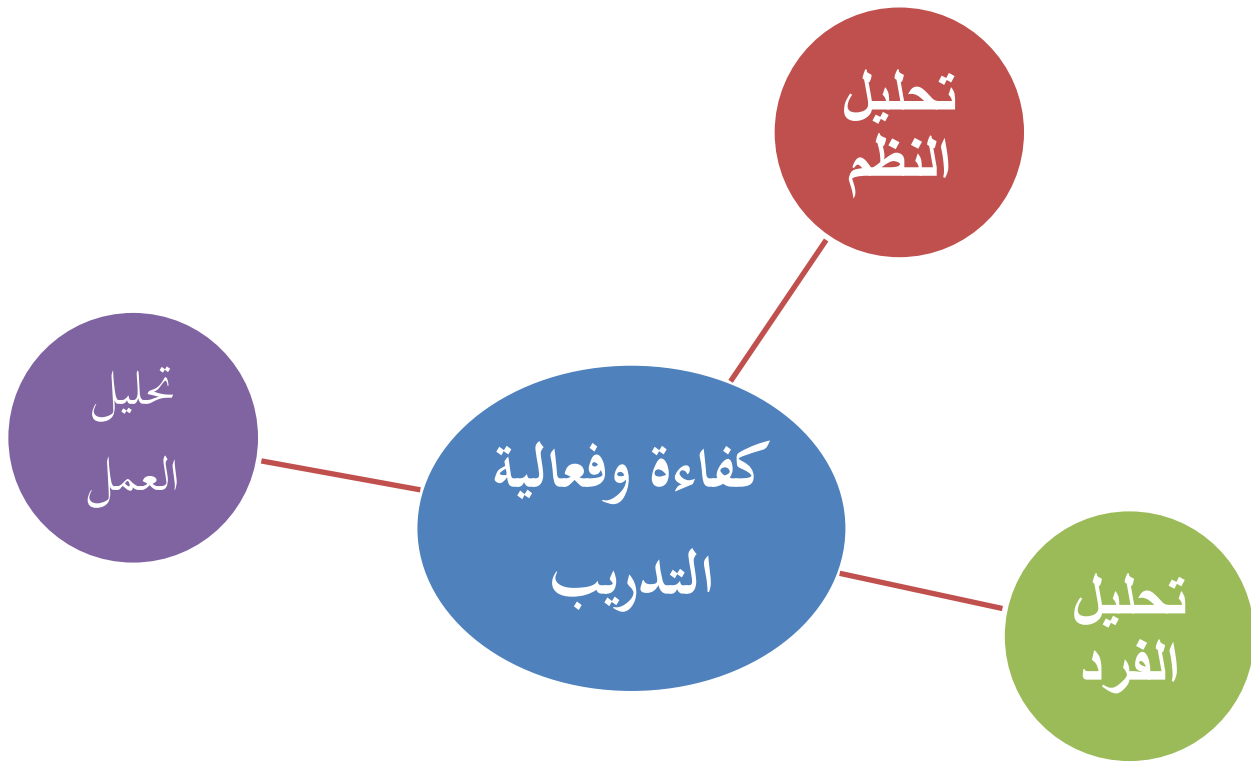 تحليل
النظم
تحليل
العمل
كفاءة وفعالية
التدريب
تحليل
الفرد